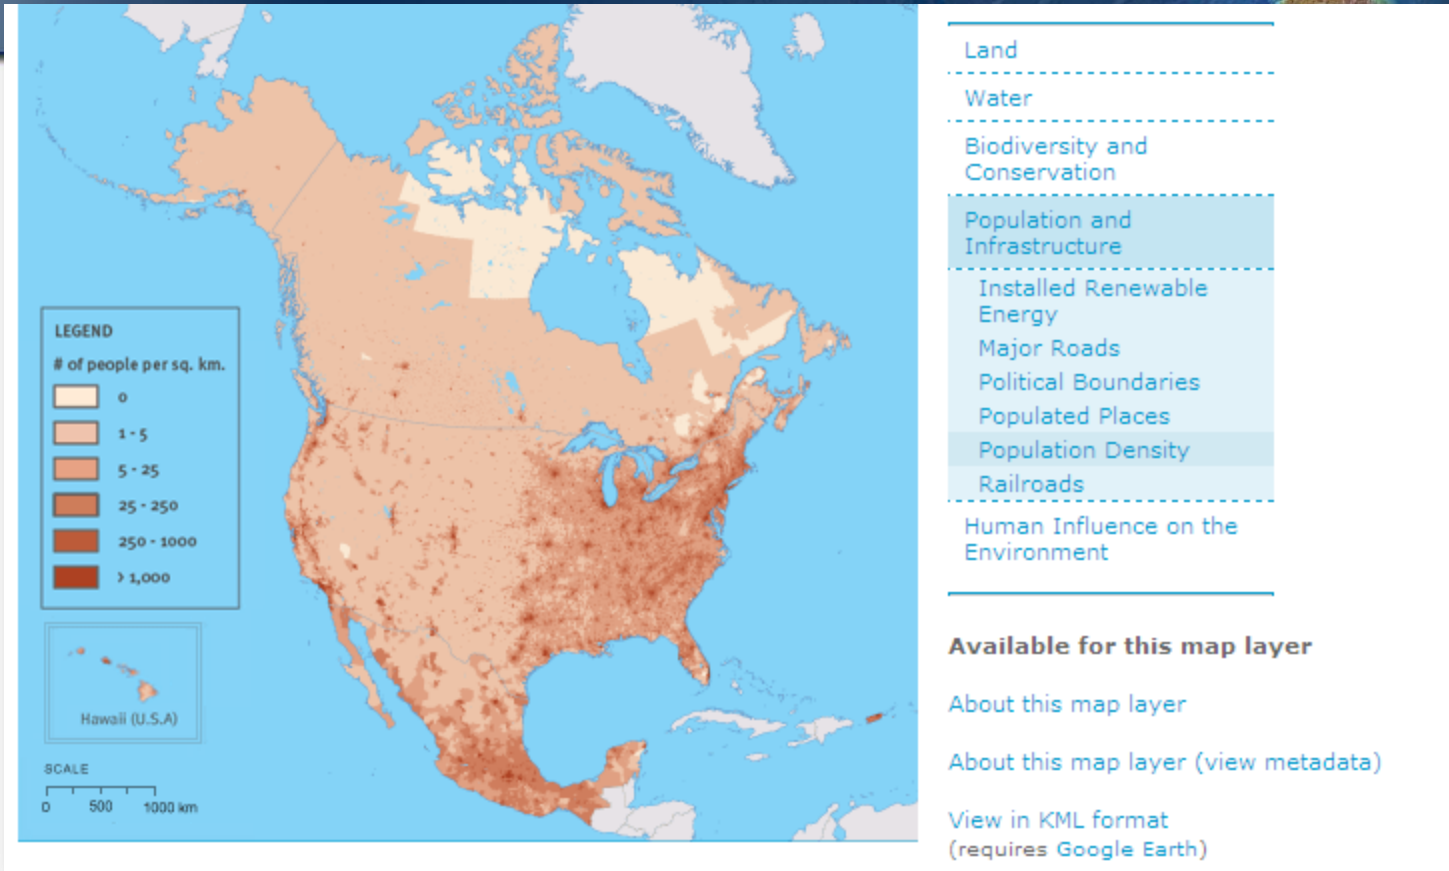 LEGEND
# of people per sq. km.
0
1 - 5
5 - 25
25 - 250
250 - 1000
> 1,000
Hawaii (U.S.A)
SCALE
0 500 1000 km
Land
Water
Biodiversity and
Conservation
Population and
Infrastructure
Installed Renewable
Energy
Major Roads
Political Boundaries
Populated Places
Population Density
Railroads
Human Influence on the
Environment
Available for this map layer
About this map layer
About this map layer (view metadata)
View in KML format
(requires Google Earth)